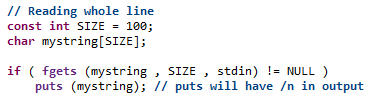 // Reading whole line
const int SIZE = 100;
char mystring[SIZE];
if ( fgets (mystring , SIZE , stdin) != NULL )
puts (mystring); // puts will have /n in output